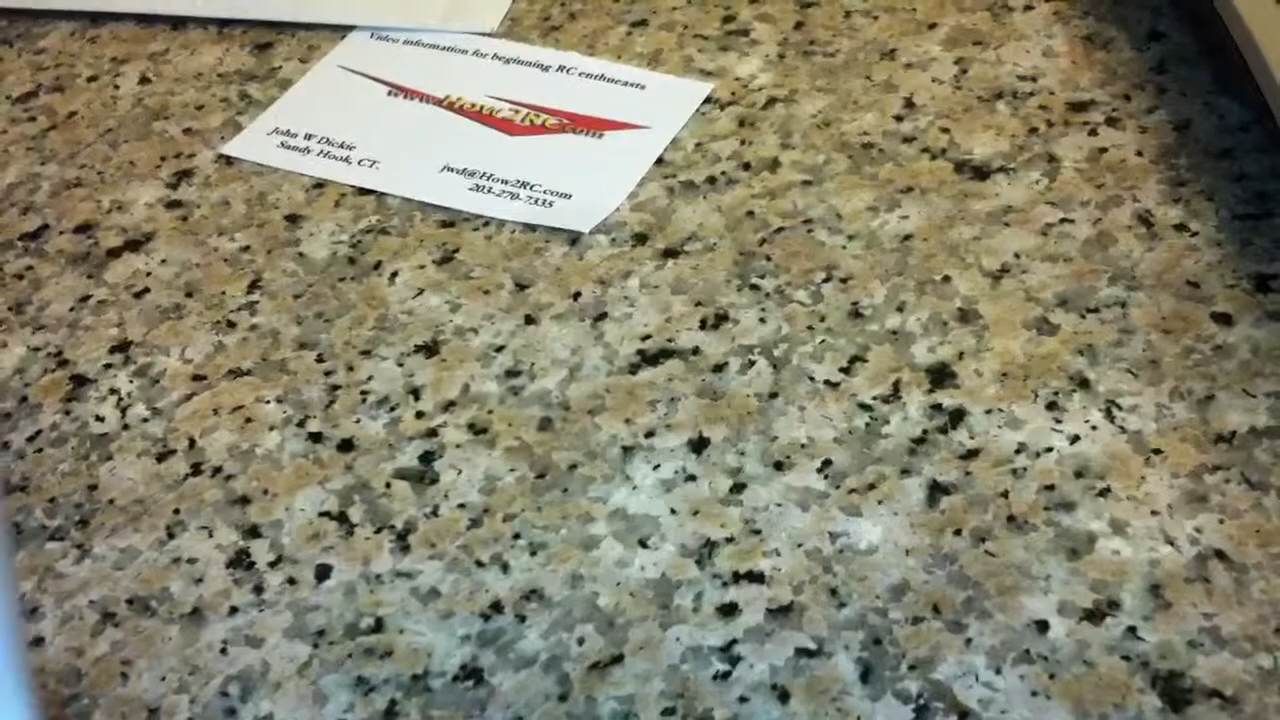 Video information for beginning RC enthueasts
www.How2RC.com
John W Dickie
Sandy Hook, CT.
jwd@How2RC.com
203-270-7335